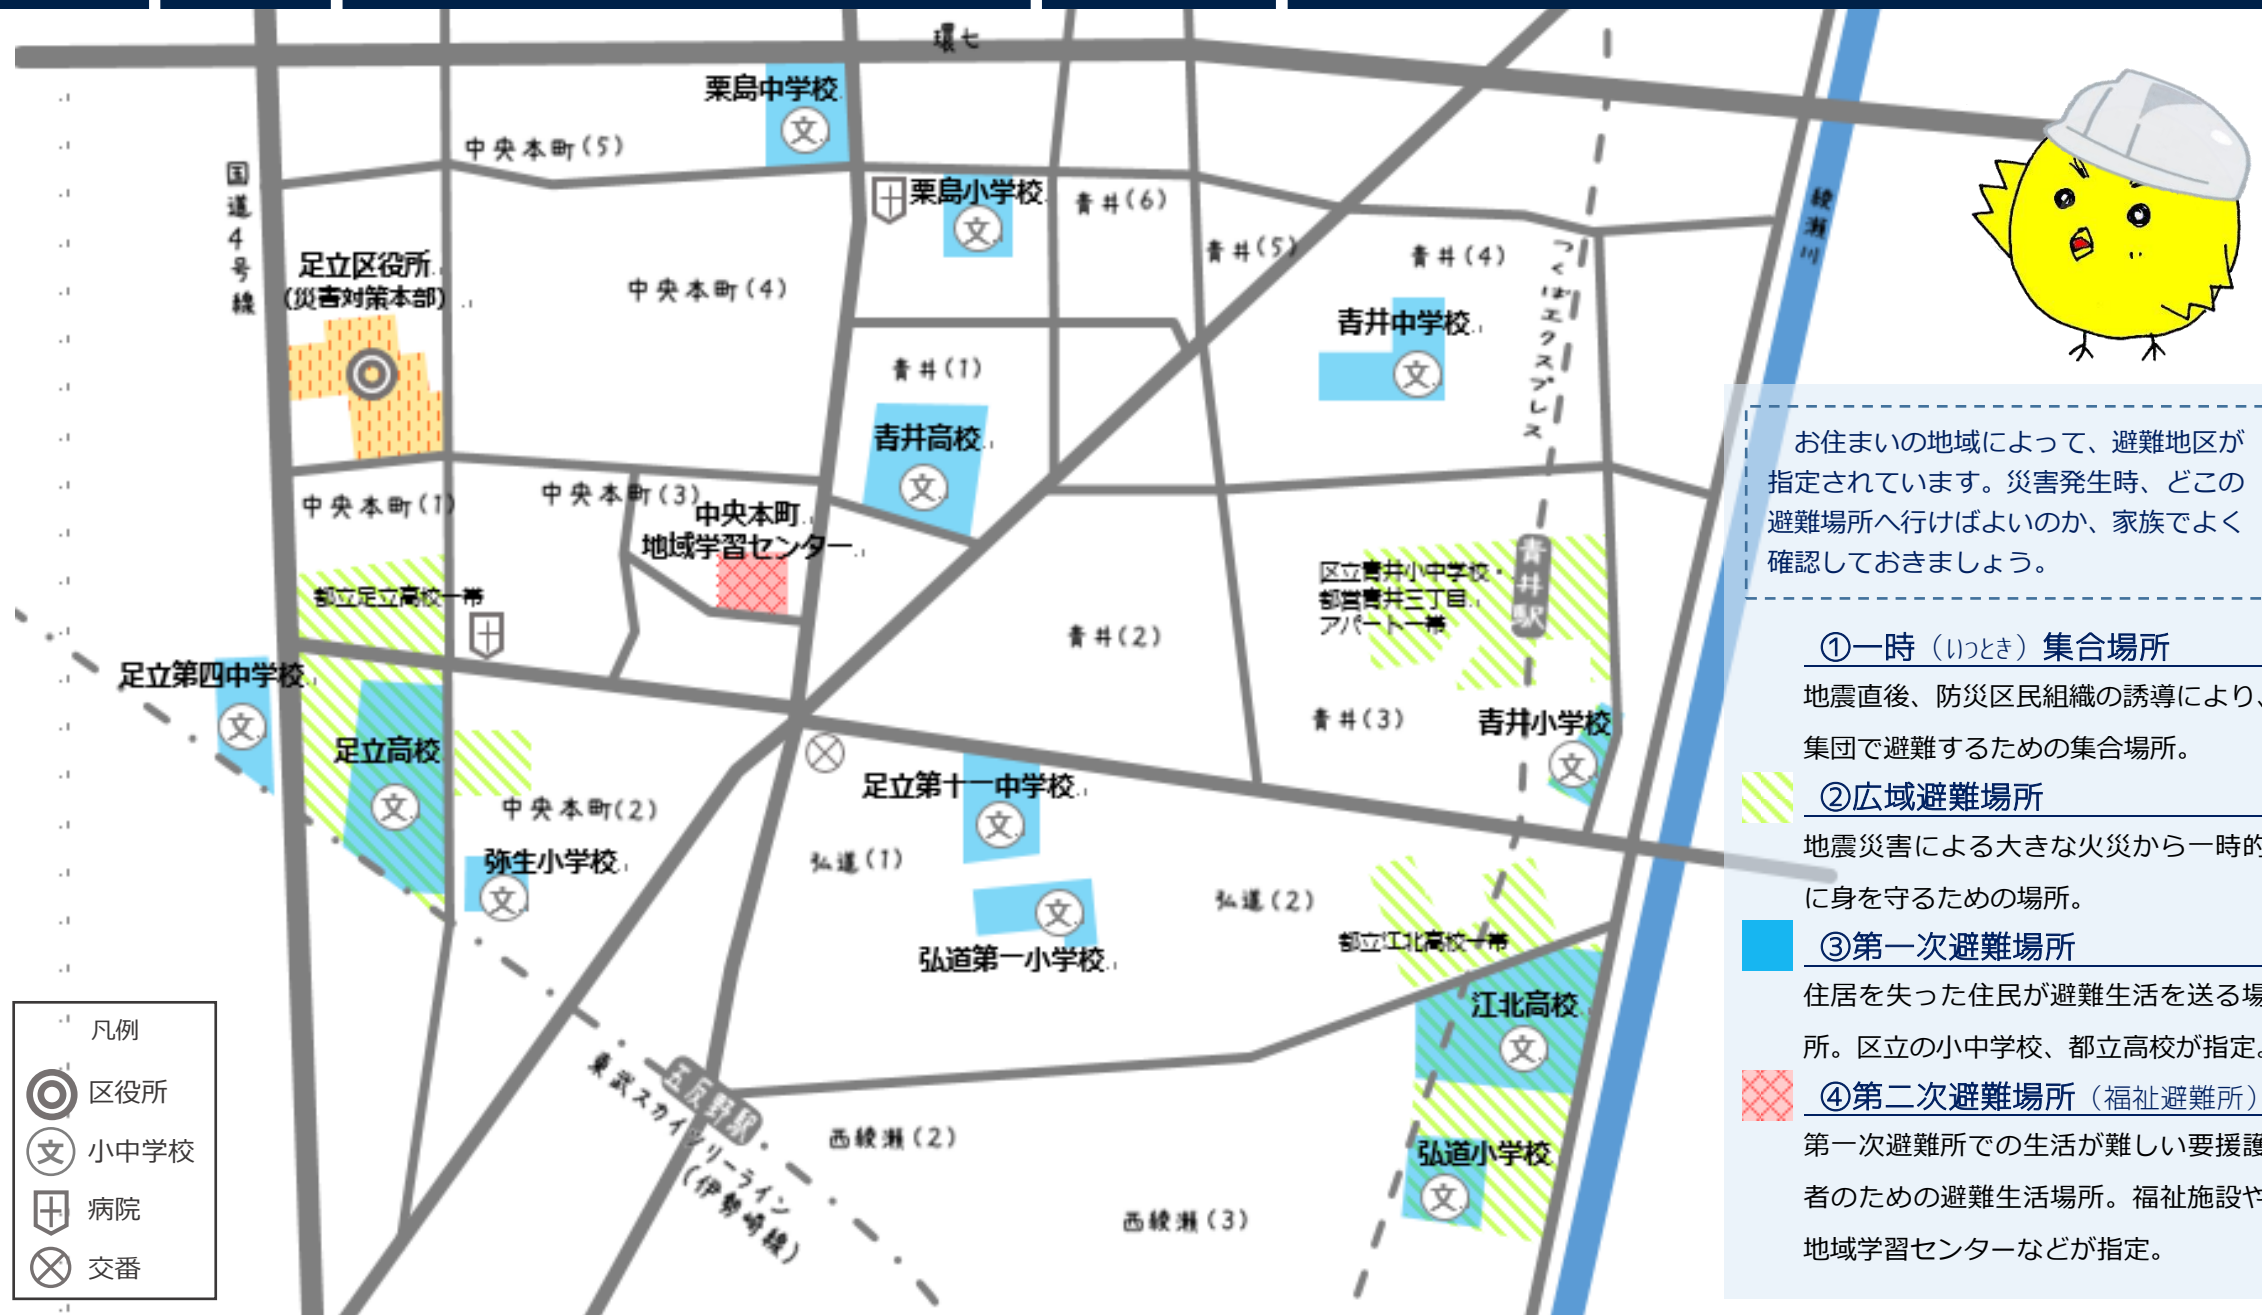 環七
栗島中学校
中央本町(5)
国道4号線
栗島小学校
青井(6)
綾瀬川
青井(5)
青井(4)
つくばエクスプレス
足立区役所
(災害対策本部)
中央本町(4)
青井中学校
青井(1)
青井高校
中央本町(1)
中央本町(3)
中央本町
地域学習センター
都立足立高校一帯
区立青井小中学校・
都営青井三丁目
アパート一帯
青井駅
青井(2)
足立第四中学校
足立高校
青井(3)
青井小学校
足立第十一中学校
中央本町(2)
弥生小学校
弘道(1)
弘道(2)
弘道第一小学校
都立江北高校一帯
江北高校
五反野駅
東武スカイツリーライン
(伊勢崎線)
西綾瀬(2)
西綾瀬(3)
弘道小学校
凡例
区役所
文 小中学校
病院
交番
お住まいの地域によって、避難地区が
指定されています。災害発生時、どこの
避難場所へ行けばよいのか、家族でよく
確認しておきましょう。
①一時（いっとき）集合場所
地震直後、防災区民組織の誘導により、
集団で避難するための集合場所。
②広域避難場所
地震災害による大きな火災から一時的
に身を守るための場所。
③第一次避難場所
住居を失った住民が避難生活を送る場
所。区立の小中学校、都立高校が指定。
④第二次避難場所（福祉避難所）
第一次避難所での生活が難しい要援護
者のための避難生活場所。福祉施設や
地域学習センターなどが指定。